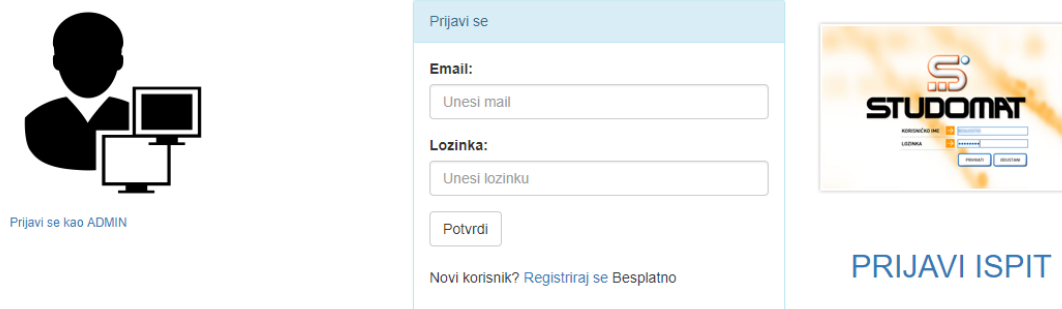 Prijavi se kao ADMIN
Prijavi se
Email:
Unesi mail
Lozinka:
Unesi lozinku
Potvrdi
Novi korisnik? Registriraj se Besplatno
STUDOMAT
KORISNIČKO IME
LOZINKA
PRIJAVI ISPIT